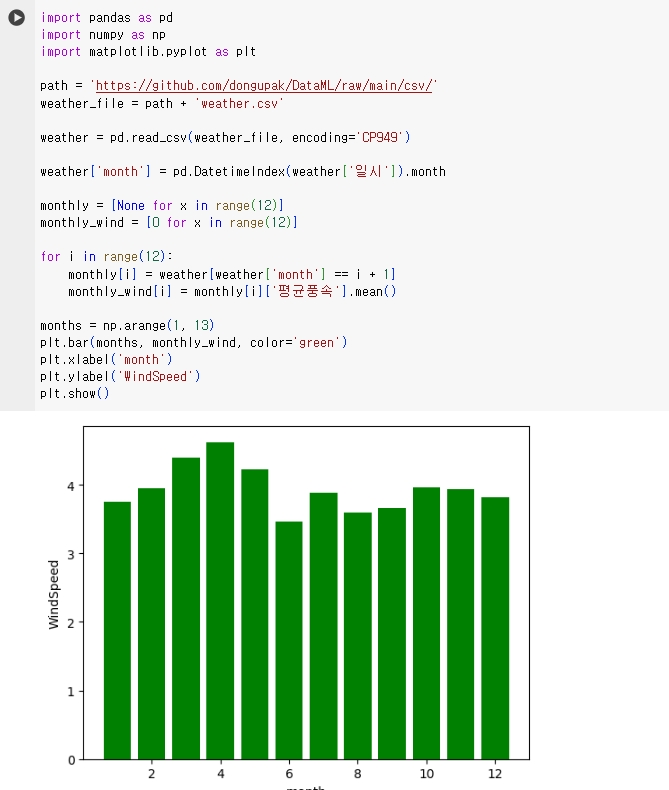 import pandas as pd
import numpy as np
import matplotlib.pyplot as plt
path = 'https://github.com/dongupak/DataML/raw/main/csv/'
weather_file = path + 'weather.csv'
weather = pd.read_csv(weather_file, encoding='CP949')
weather['month'] = pd.DatetimeIndex(weather['일시']).month
monthly = [None for x in range(12)]
monthly_wind = [0 for x in range(12)]
for i in range(12):
    monthly[i] = weather[weather['month'] == i + 1]
    monthly_wind[i] = monthly[i]['평균풍속'].mean()
months = np.arange(1, 13)
plt.bar(months, monthly_wind, color='green')
plt.xlabel('month')
plt.ylabel('WindSpeed')
plt.show()
4
3
WindSpeed
2
1
0
2 4 6 8 10 12
month